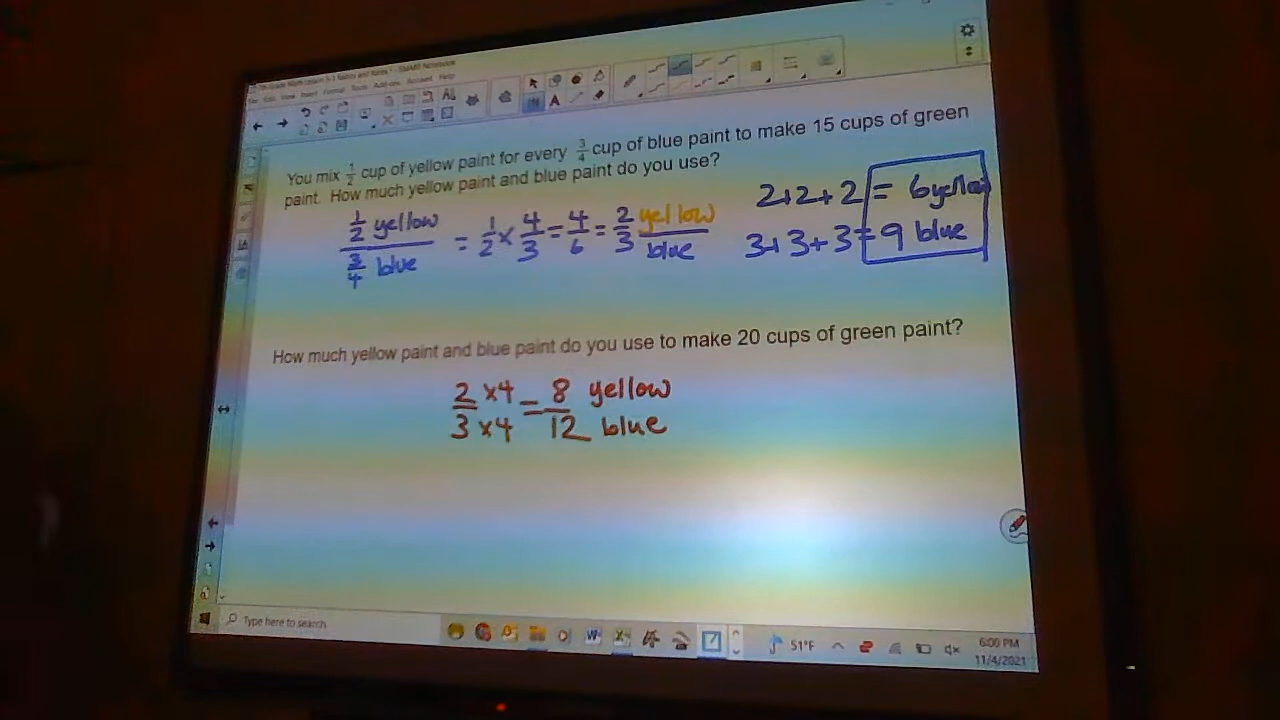 You mix 1/2 cup of yellow paint for every 3/4 cup of blue paint to make 15 cups of green
paint. How much yellow paint and blue paint do you use?
1/2 yellow / 3/4 blue = 1/2 × 4/3 = 4/6 = 2/3 yellow / blue
2+2+2 = 6 yellow
3+3+3 = 9 blue
How much yellow paint and blue paint do you use to make 20 cups of green paint?
2 ×4 = 8 yellow
3 ×4 12 blue
Type here to search
51°F
6:00 PM
11/4/2021